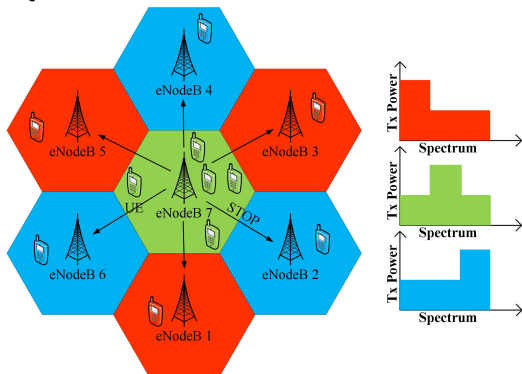 eNodeB 4
eNodeB 5
eNodeB 3
UE
eNodeB 7
STOP
eNodeB 6
eNodeB 2
eNodeB 1
Tx Power
Spectrum
Tx Power
Spectrum
Tx Power
Spectrum